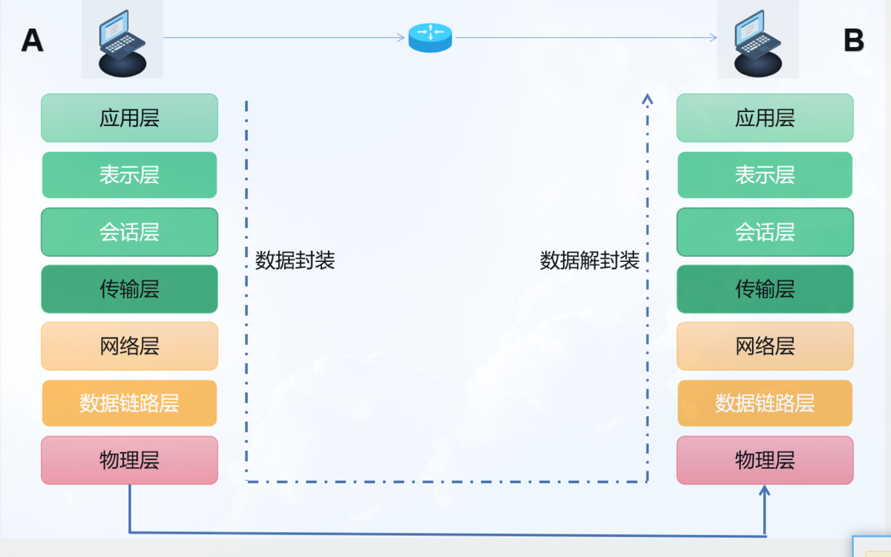 A
B
应用层
应用层
表示层
表示层
会话层
会话层
数据封装
数据解封装
传输层
传输层
网络层
网络层
数据链路层
数据链路层
物理层
物理层